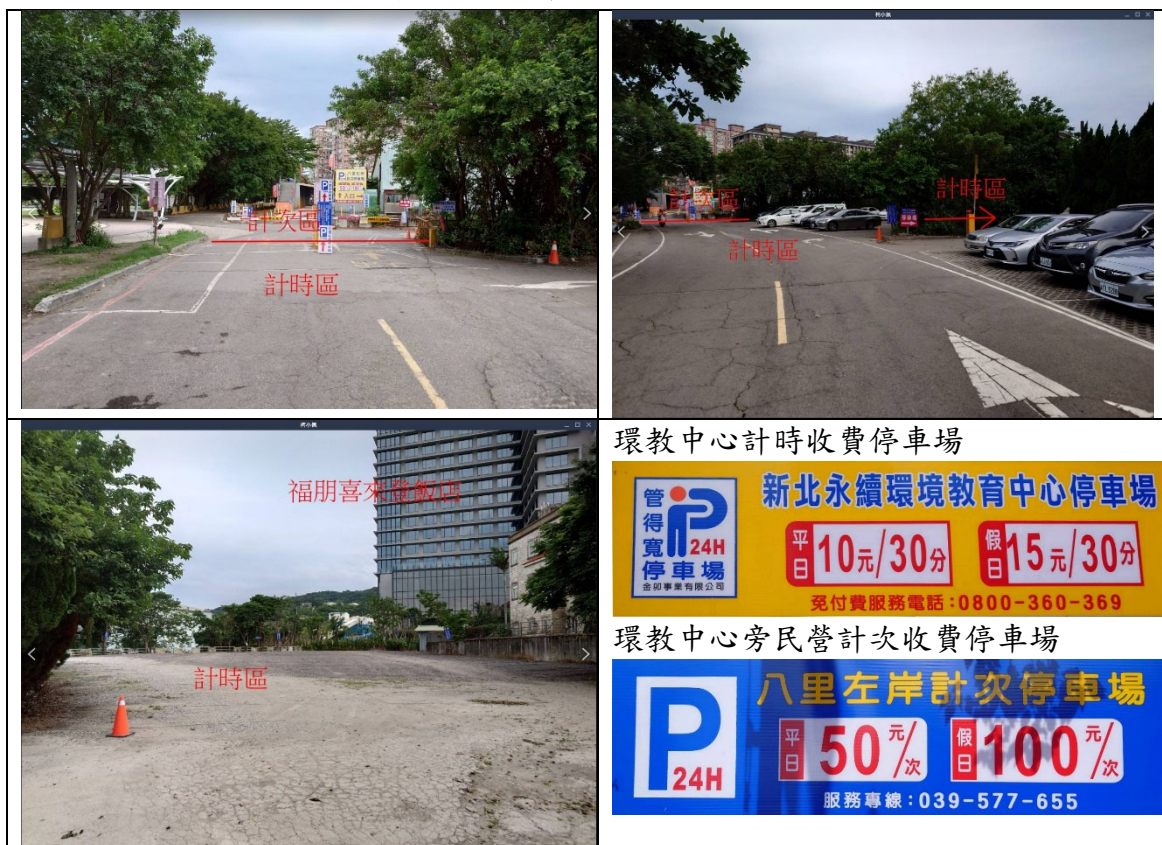 計次區
計時區
柯小佩
計次區
計時區
計時區
柯小佩
福朋喜來登飯店
計時區
環教中心計時收費停車場
管得寬停車場
24H
金卯事業有限公司
新北永續環境教育中心停車場
平日 10元/30分 假日 15元/30分
免付費服務電話:0800-360-369
環教中心旁民營計次收費停車場
P
24H
八里左岸計次停車場
平日 50元/次 假日 100元/次
服務專線:039-577-655